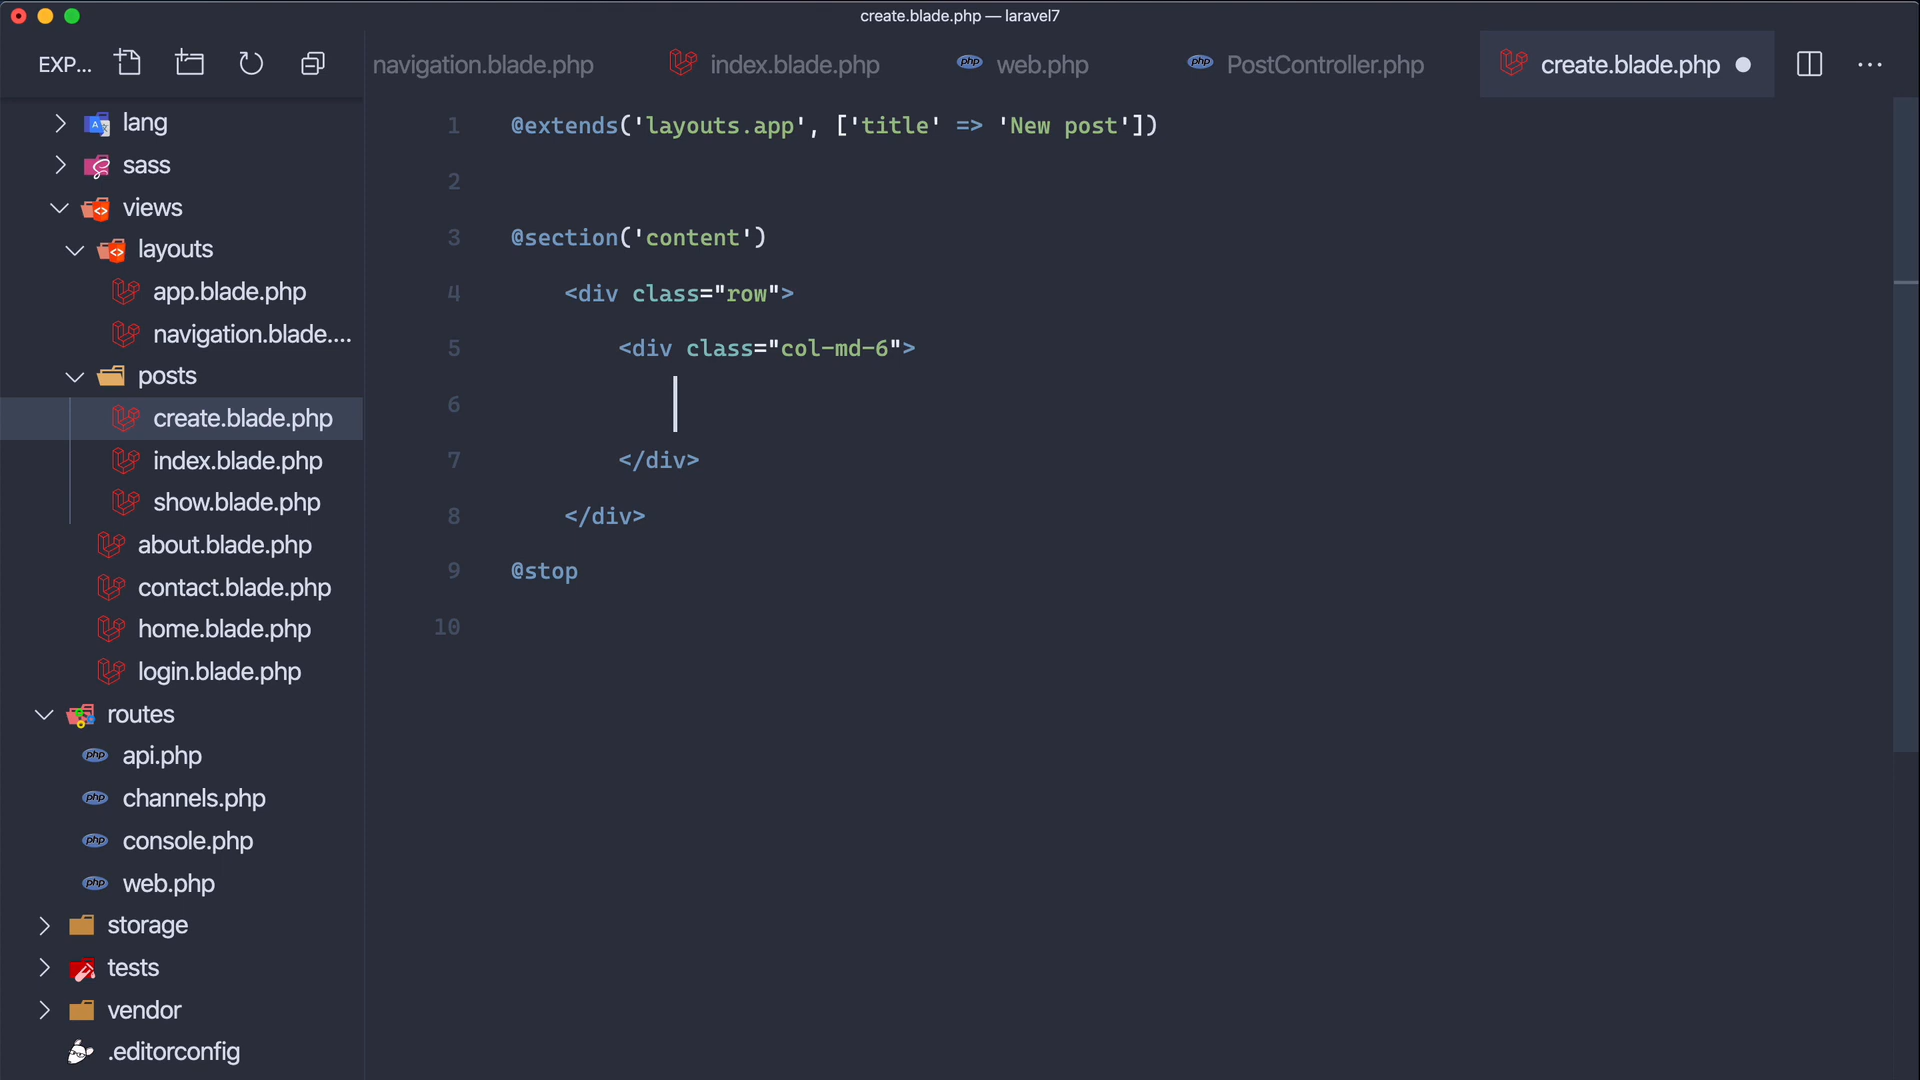 create.blade.php — laravel7
EXP...
navigation.blade.php
index.blade.php
web.php
PostController.php
create.blade.php
lang
sass
views
layouts
app.blade.php
navigation.blade....
posts
create.blade.php
index.blade.php
show.blade.php
about.blade.php
contact.blade.php
home.blade.php
login.blade.php
routes
php api.php
php channels.php
php console.php
php web.php
storage
tests
vendor
.editorconfig
1 @extends('layouts.app', ['title' => 'New post'])
2
3 @section('content')
4 <div class="row">
5 <div class="col-md-6">
6
7 </div>
8 </div>
9 @stop
10